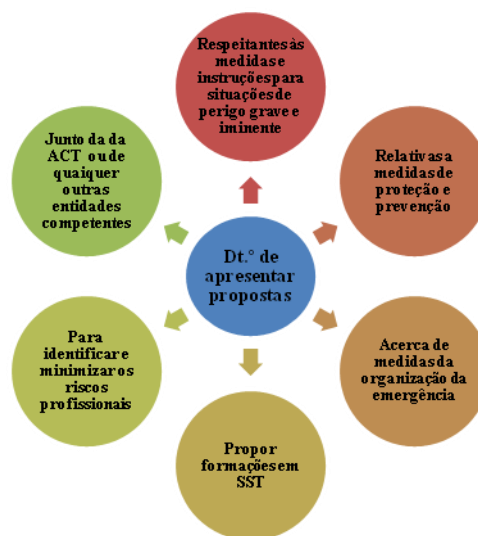 Respeitantes às
medidas e
instruções para
situações de
perigo grave e
iminente
Relativas a
medidas de
proteção e
prevenção
Acerca de
medidas da
organização da
emergência
Propor
formações em
SST
Para
identificar e
minimizar os
riscos
profissionais
Junto da da
ACT ou de
quaiquer
outras
entidades
competentes
Dt.º de
apresentar
propostas